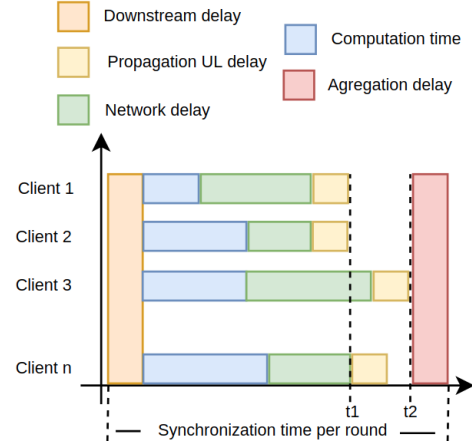 Downstream delay
Computation time
Propagation UL delay
Agregation delay
Network delay
Client 1
Client 2
Client 3
Client n
t1
t2
Synchronization time per round